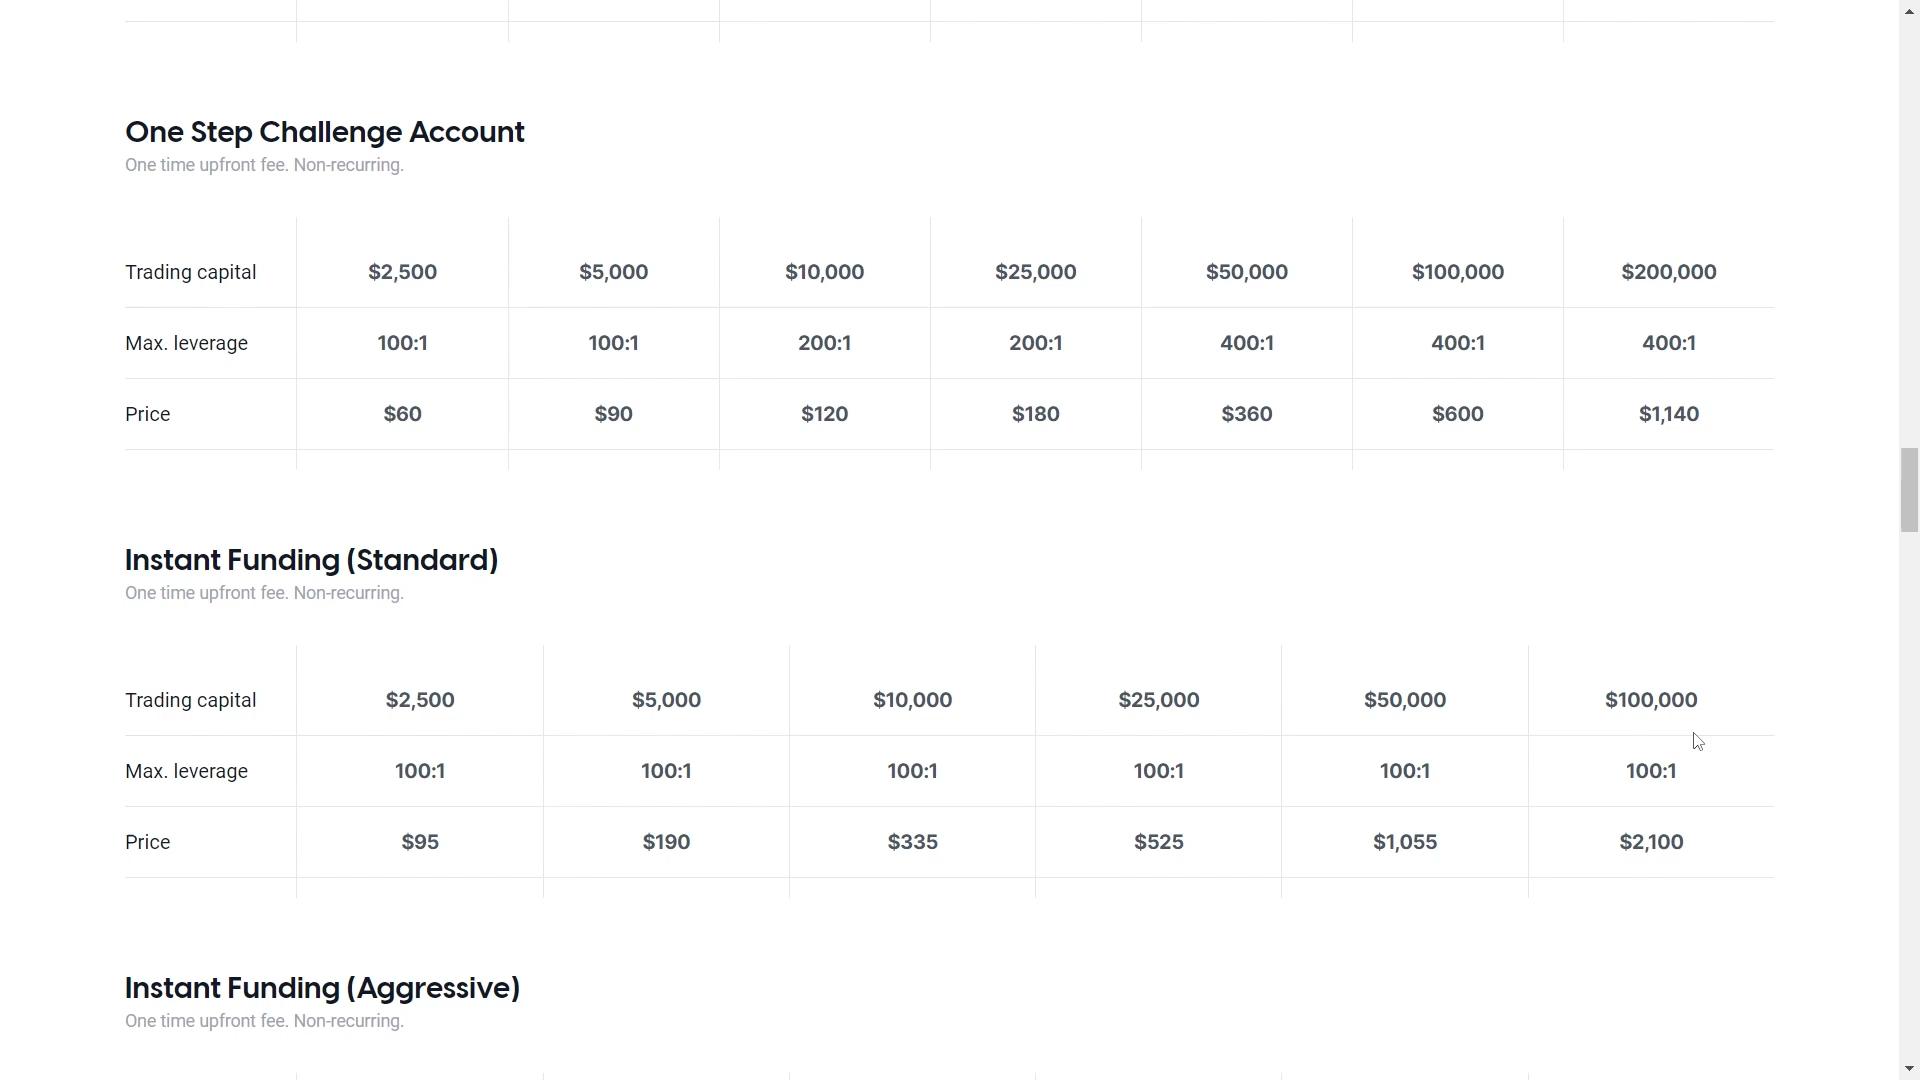 One Step Challenge Account
One time upfront fee. Non-recurring.
Trading capital $2,500 $5,000 $10,000 $25,000 $50,000 $100,000 $200,000
Max. leverage 100:1 100:1 200:1 200:1 400:1 400:1 400:1
Price $60 $90 $120 $180 $360 $600 $1,140
Instant Funding (Standard)
One time upfront fee. Non-recurring.
Trading capital $2,500 $5,000 $10,000 $25,000 $50,000 $100,000
Max. leverage 100:1 100:1 100:1 100:1 100:1 100:1
Price $95 $190 $335 $525 $1,055 $2,100
Instant Funding (Aggressive)
One time upfront fee. Non-recurring.